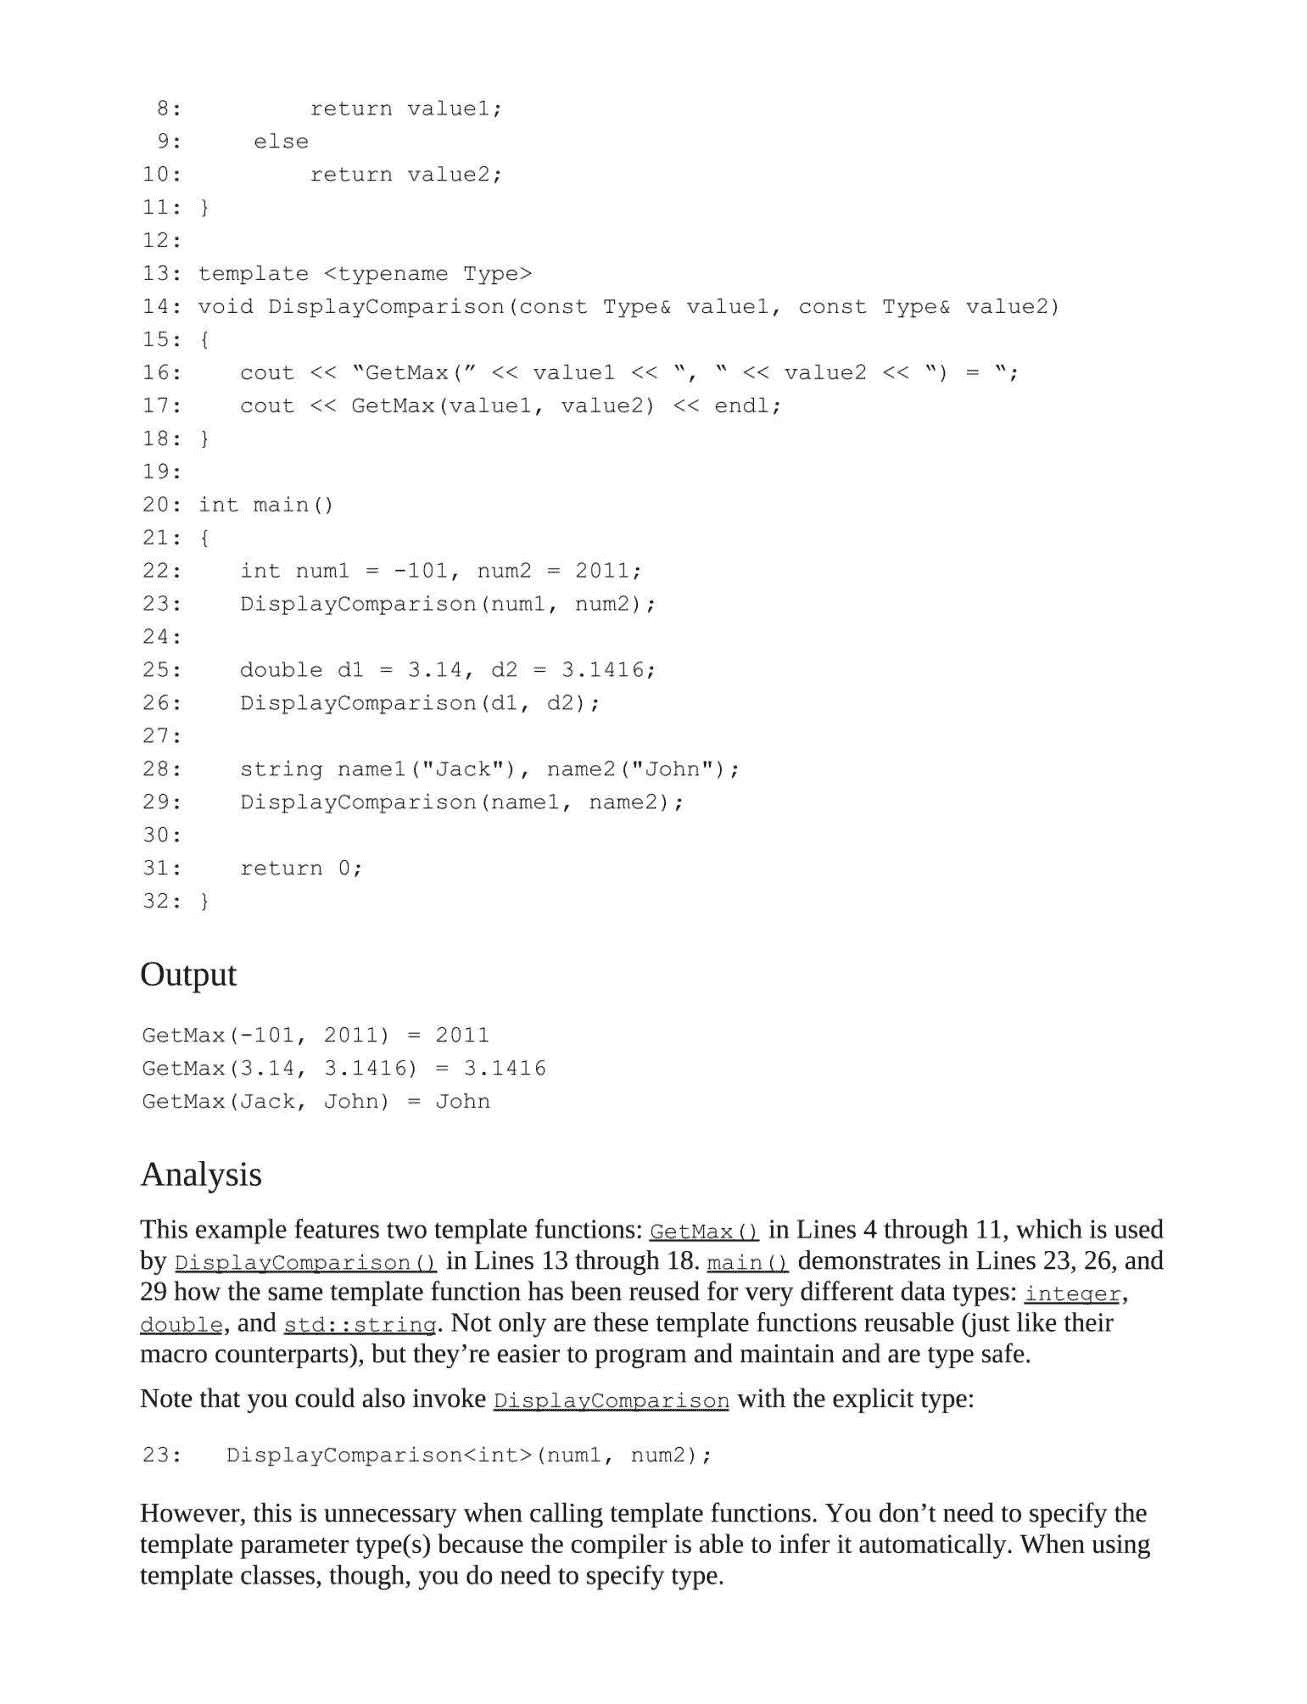 8:         return value1;
9:     else
10:         return value2;
11: }
12:
13: template <typename Type>
14: void DisplayComparison(const Type& value1, const Type& value2)
15: {
16:    cout << “GetMax(” << value1 << “, “ << value2 << “) = “;
17:    cout << GetMax(value1, value2) << endl;
18: }
19:
20: int main()
21: {
22:    int num1 = -101, num2 = 2011;
23:    DisplayComparison(num1, num2);
24:
25:    double d1 = 3.14, d2 = 3.1416;
26:    DisplayComparison(d1, d2);
27:
28:    string name1("Jack"), name2("John");
29:    DisplayComparison(name1, name2);
30:
31:    return 0;
32: }
Output
GetMax(-101, 2011) = 2011
GetMax(3.14, 3.1416) = 3.1416
GetMax(Jack, John) = John
Analysis
This example features two template functions: GetMax() in Lines 4 through 11, which is used
by DisplayComparison() in Lines 13 through 18. main() demonstrates in Lines 23, 26, and
29 how the same template function has been reused for very different data types: integer,
double, and std::string. Not only are these template functions reusable (just like their
macro counterparts), but they’re easier to program and maintain and are type safe.
Note that you could also invoke DisplayComparison with the explicit type:
23:   DisplayComparison<int>(num1, num2);
However, this is unnecessary when calling template functions. You don’t need to specify the
template parameter type(s) because the compiler is able to infer it automatically. When using
template classes, though, you do need to specify type.